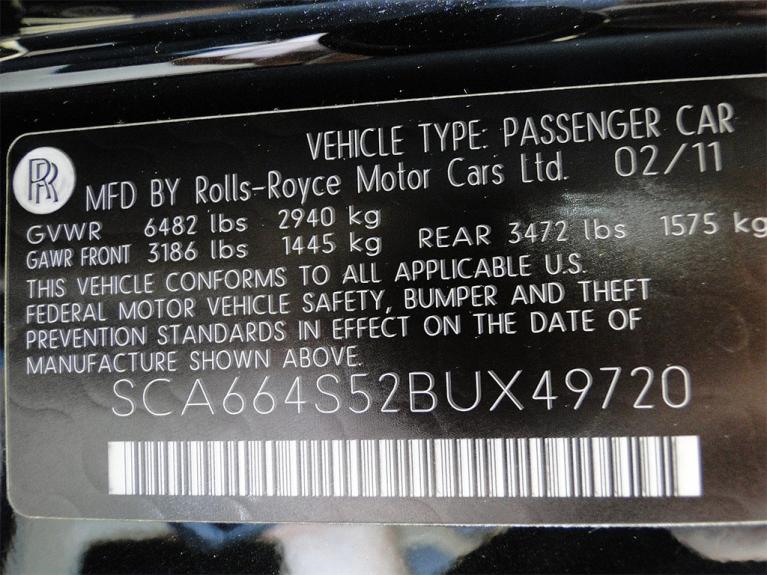 VEHICLE TYPE: PASSENGER CAR
RR MFD BY Rolls-Royce Motor Cars Ltd. 02/11
GVWR 6482 lbs 2940 kg
GAWR FRONT 3186 lbs 1445 kg REAR 3472 lbs 1575 kg
THIS VEHICLE CONFORMS TO ALL APPLICABLE U.S.
FEDERAL MOTOR VEHICLE SAFETY, BUMPER AND THEFT
PREVENTION STANDARDS IN EFFECT ON THE DATE OF
MANUFACTURE SHOWN ABOVE.
SCA664S52BUX49720